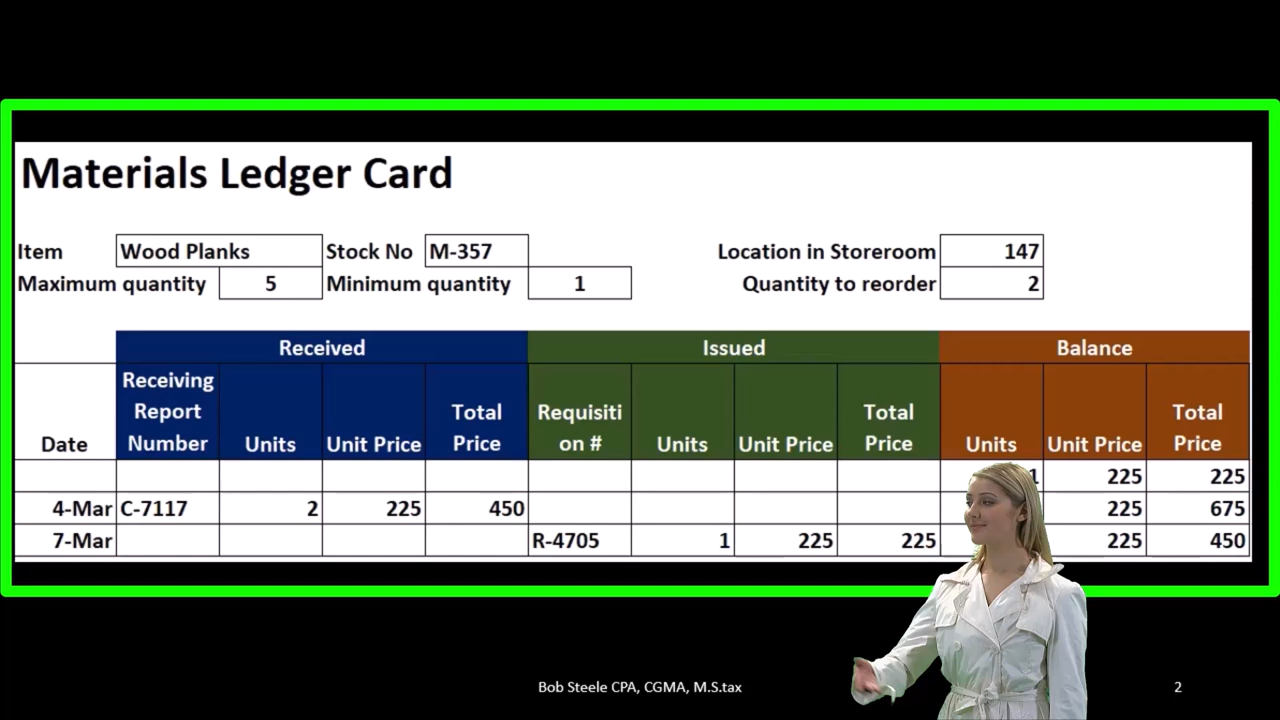 Materials Ledger Card
Item Wood Planks Stock No M-357 Location in Storeroom 147
Maximum quantity 5 Minimum quantity 1 Quantity to reorder 2
Received Issued Balance
Date Receiving Report Number Units Unit Price Total Price Requisiti on # Units Unit Price Total Price Units Unit Price Total Price
1 225 225
4-Mar C-7117 2 225 450 225 675
7-Mar R-4705 1 225 225 225 450
Bob Steele CPA, CGMA, M.S.tax 2